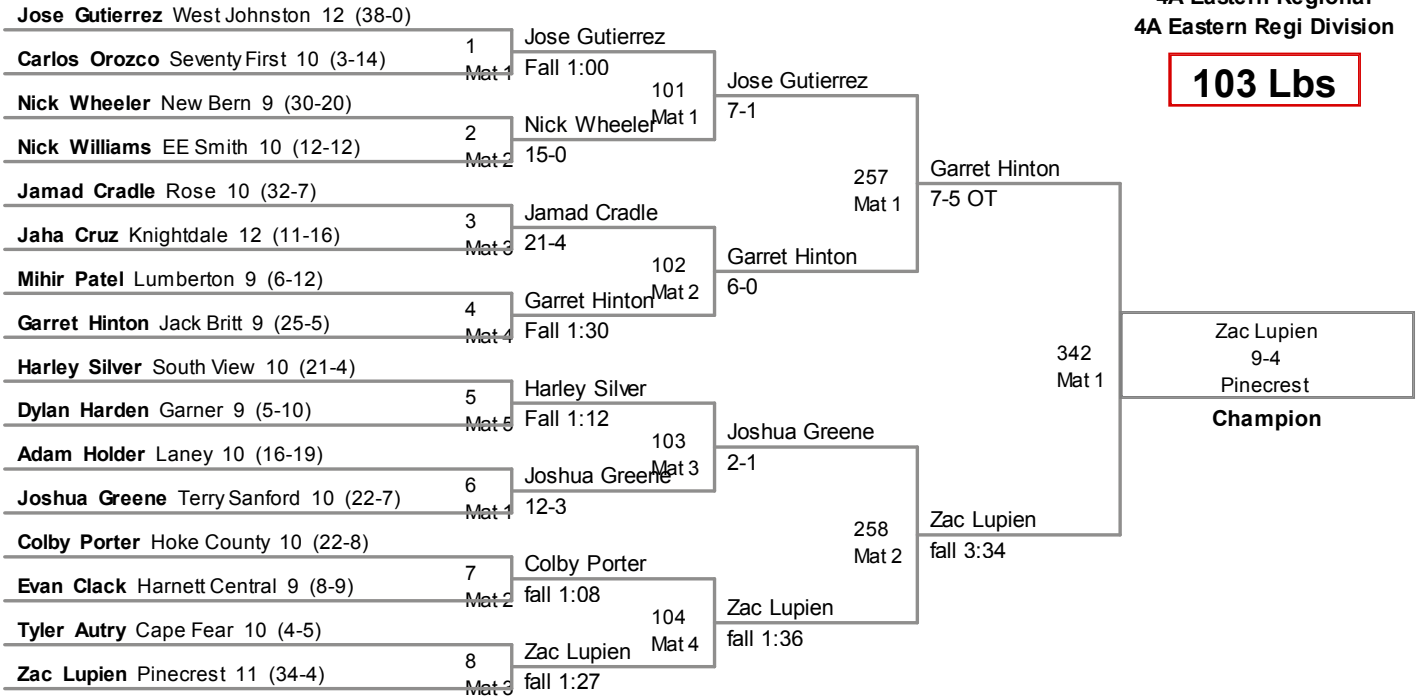 4A Eastern Regional
4A Eastern Regi Division
103 Lbs
Jose Gutierrez West Johnston 12 (38-0)
Carlos Orozco Seventy First 10 (3-14)
Nick Wheeler New Bern 9 (30-20)
Nick Williams EE Smith 10 (12-12)
Jamad Cradle Rose 10 (32-7)
Jaha Cruz Knightdale 12 (11-16)
Mihir Patel Lumberton 9 (6-12)
Garret Hinton Jack Britt 9 (25-5)
Harley Silver South View 10 (21-4)
Dylan Harden Garner 9 (5-10)
Adam Holder Laney 10 (16-19)
Joshua Greene Terry Sanford 10 (22-7)
Colby Porter Hoke County 10 (22-8)
Evan Clack Harnett Central 9 (8-9)
Tyler Autry Cape Fear 10 (4-5)
Zac Lupien Pinecrest 11 (34-4)
1
Mat 1
Jose Gutierrez
Fall 1:00
2
Mat 2
Nick Wheeler
15-0
3
Mat 3
Jamad Cradle
21-4
4
Mat 4
Garret Hinton
Fall 1:30
5
Mat 5
Harley Silver
Fall 1:12
6
Mat 1
Joshua Greene
12-3
7
Mat 2
Colby Porter
fall 1:08
8
Mat 3
Zac Lupien
fall 1:27
101
Mat 1
Jose Gutierrez
7-1
102
Mat 2
Garret Hinton
6-0
103
Mat 3
Joshua Greene
2-1
104
Mat 4
Zac Lupien
fall 1:36
257
Mat 1
Garret Hinton
7-5 OT
258
Mat 2
Zac Lupien
fall 3:34
342
Mat 1
Zac Lupien
9-4
Pinecrest
Champion